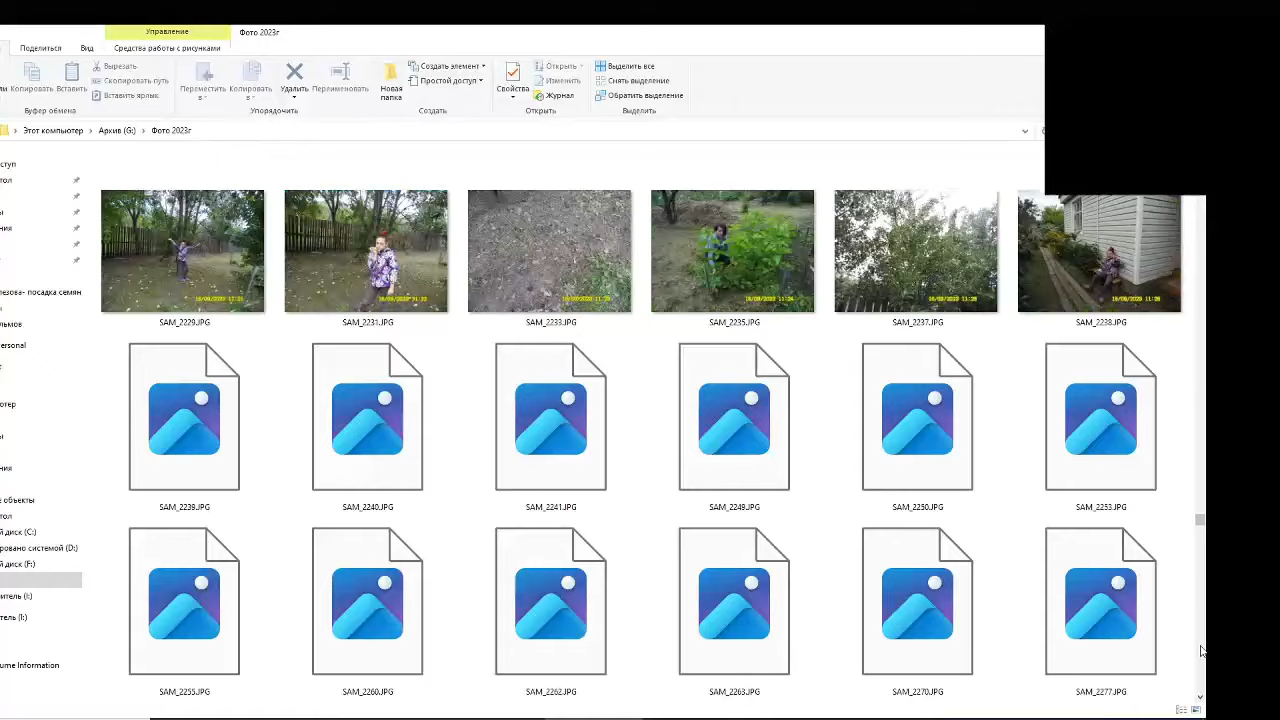 Управление
Фото 2023г
Поделиться
Вид
Средства работы с рисунками
Копировать
Вставить
Вырезать
Скопировать путь
Вставить ярлык
Переместить в
Копировать в
Удалить
Переименовать
Новая папка
Создать элемент
Простой доступ
Свойства
Открыть
Изменить
Журнал
Выделить все
Снять выделение
Обратить выделение
Буфер обмена
Упорядочить
Создать
Открыть
Выделить
Этот компьютер > Архив (G:) > Фото 2023г
ступ
тол
ы
ния
лезова- посадка семян
льмов
ersonal
ютер
ы
ния
е объекты
тол
й диск (C:)
ровано системой (D:)
й диск (F:)
итель (I:)
тель (I:)
ume Information
SAM_2229.JPG
SAM_2231.JPG
SAM_2233.JPG
SAM_2235.JPG
SAM_2237.JPG
SAM_2238.JPG
SAM_2239.JPG
SAM_2240.JPG
SAM_2241.JPG
SAM_2249.JPG
SAM_2250.JPG
SAM_2253.JPG
SAM_2255.JPG
SAM_2260.JPG
SAM_2262.JPG
SAM_2263.JPG
SAM_2270.JPG
SAM_2277.JPG